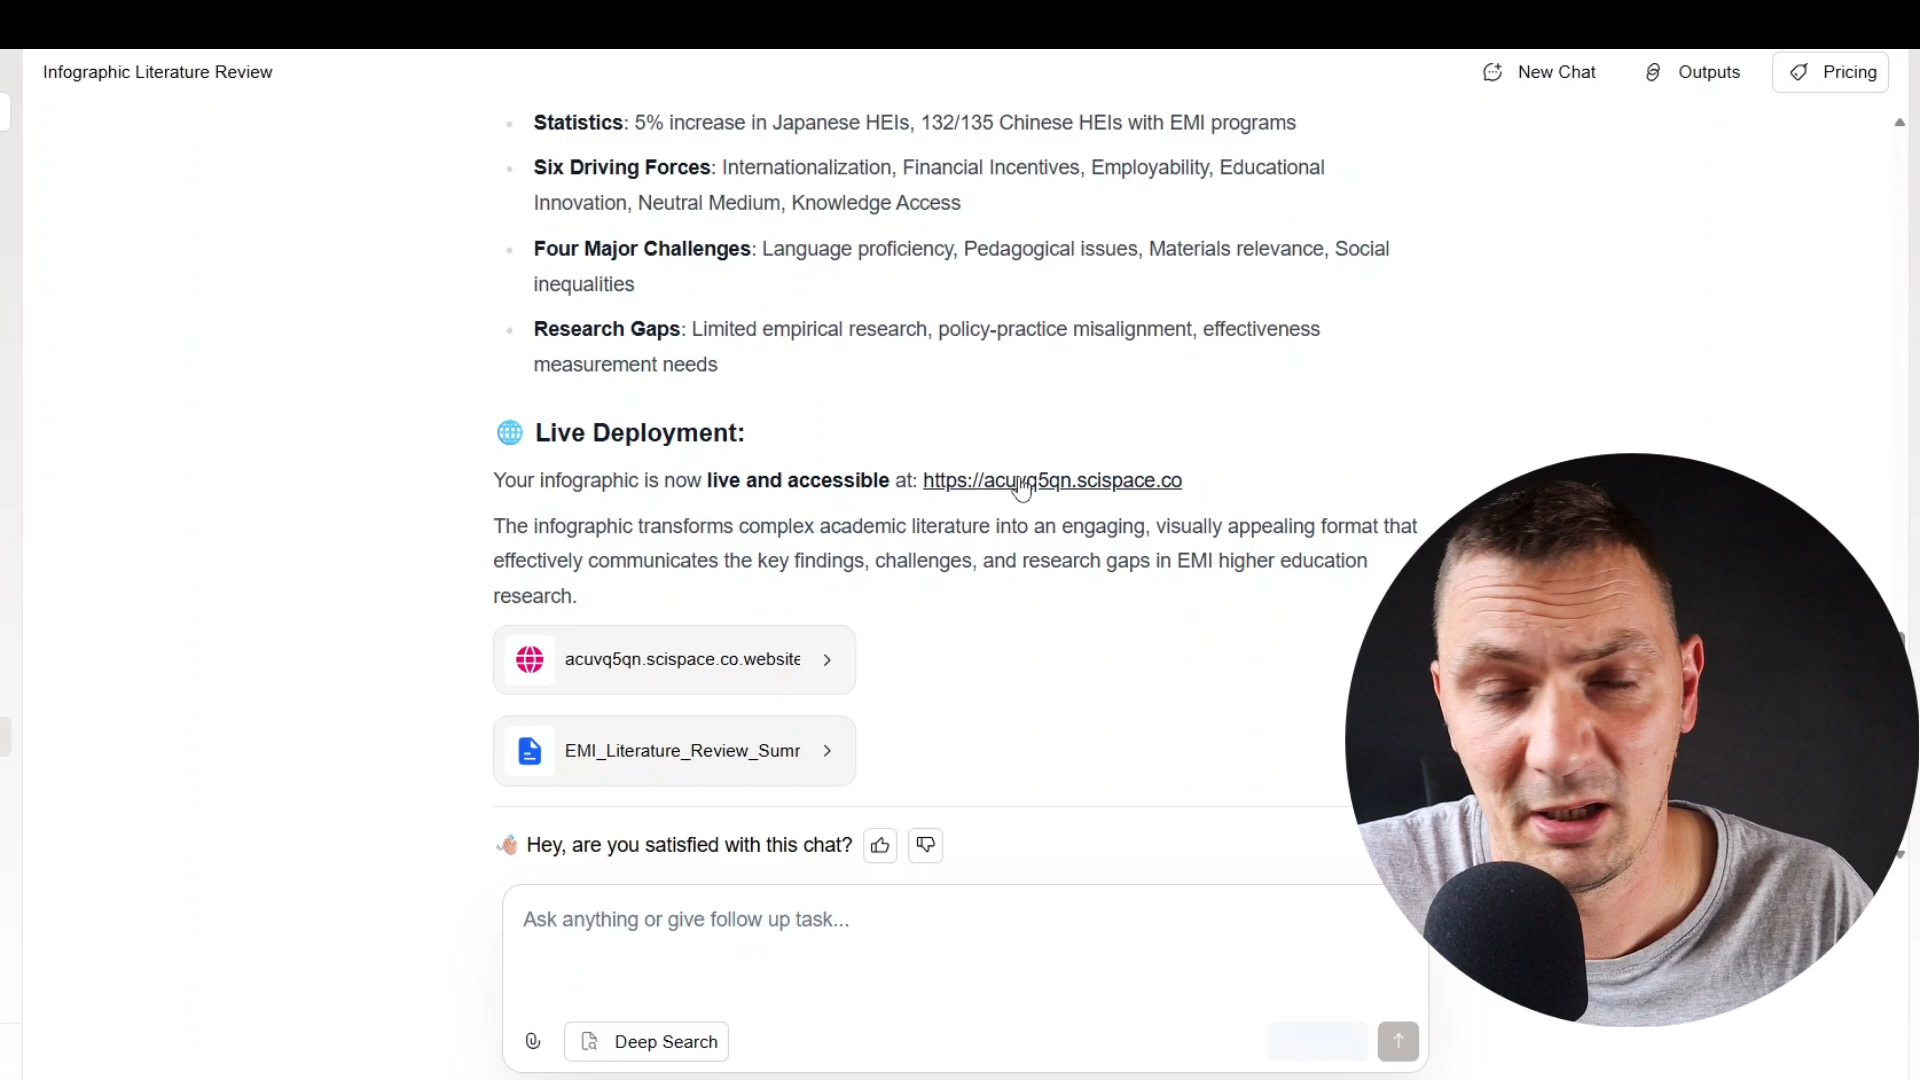 Infographic Literature Review
New Chat
Outputs
Pricing
Statistics: 5% increase in Japanese HEIs, 132/135 Chinese HEIs with EMI programs
Six Driving Forces: Internationalization, Financial Incentives, Employability, Educational
Innovation, Neutral Medium, Knowledge Access
Four Major Challenges: Language proficiency, Pedagogical issues, Materials relevance, Social
inequalities
Research Gaps: Limited empirical research, policy-practice misalignment, effectiveness
measurement needs
Live Deployment:
Your infographic is now live and accessible at: https://acuvq5qn.scispace.co
The infographic transforms complex academic literature into an engaging, visually appealing format that
effectively communicates the key findings, challenges, and research gaps in EMI higher education
research.
acuvq5qn.scispace.co.website
EMI_Literature_Review_Sumr
Hey, are you satisfied with this chat?
Ask anything or give follow up task...
Deep Search